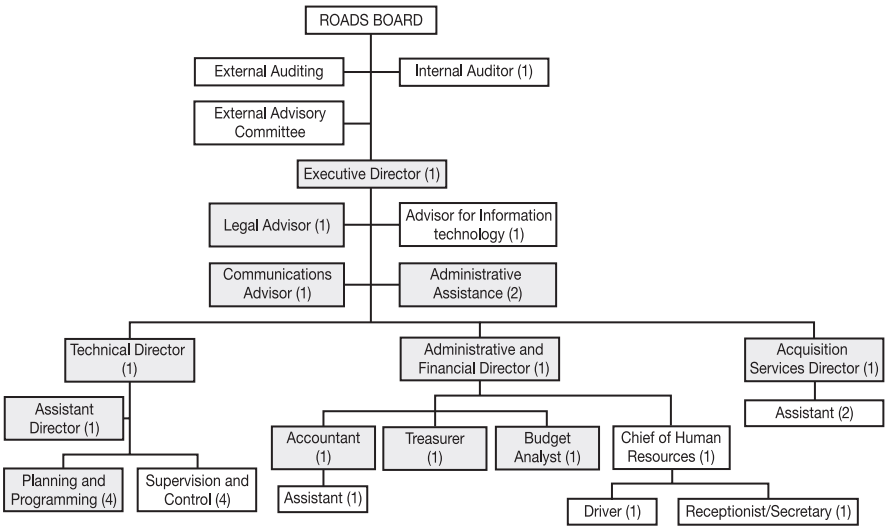 ROADS BOARD
External Auditing
Internal Auditor (1)
External Advisory
Committee
Executive Director (1)
Legal Advisor (1)
Advisor for Information
technology (1)
Communications
Advisor (1)
Administrative
Assistance (2)
Technical Director
(1)
Administrative and
Financial Director (1)
Acquisition
Services Director (1)
Assistant
Director (1)
Assistant (2)
Accountant
(1)
Treasurer
(1)
Budget
Analyst (1)
Chief of Human
Resources (1)
Planning and
Programming (4)
Supervision and
Control (4)
Assistant (1)
Driver (1)
Receptionist/Secretary (1)